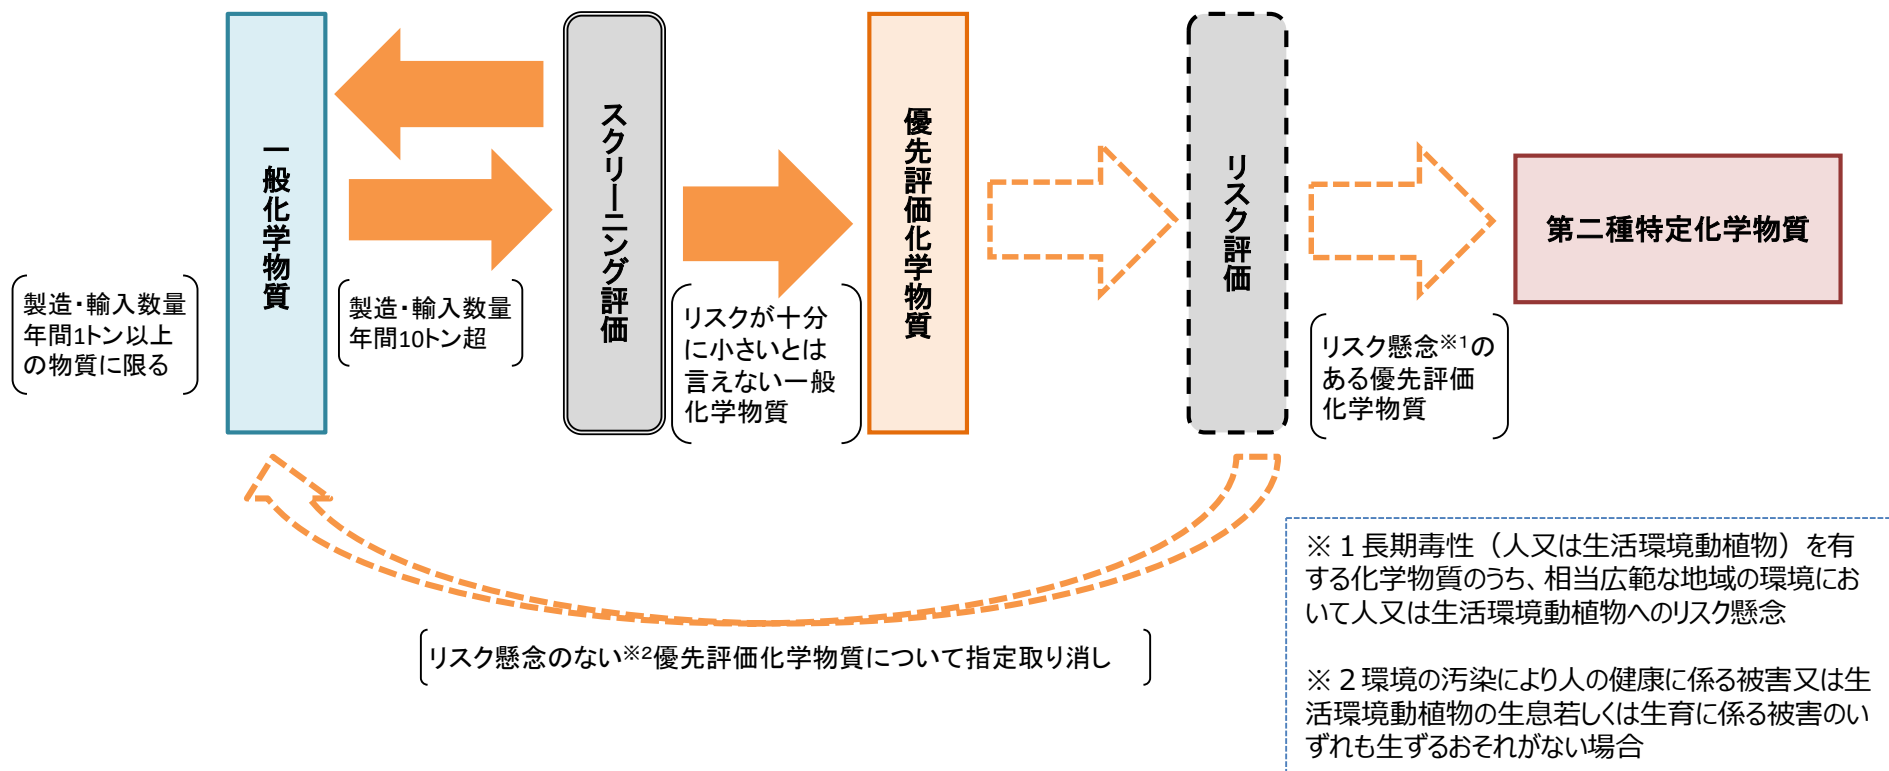 一般化学物質
製造・輸入数量
年間1トン以上
の物質に限る
製造・輸入数量
年間10トン超
スクリーニング評価
リスクが十分
に小さいとは
言えない一般
化学物質
優先評価化学物質
リスク評価
リスク懸念※1の
ある優先評価
化学物質
第二種特定化学物質
リスク懸念のない※2優先評価化学物質について指定取り消し
※１長期毒性（人又は生活環境動植物）を有
する化学物質のうち、相当広範な地域の環境にお
いて人又は生活環境動植物へのリスク懸念
※２環境の汚染により人の健康に係る被害又は生
活環境動植物の生息若しくは生育に係る被害のい
ずれも生ずるおそれがない場合